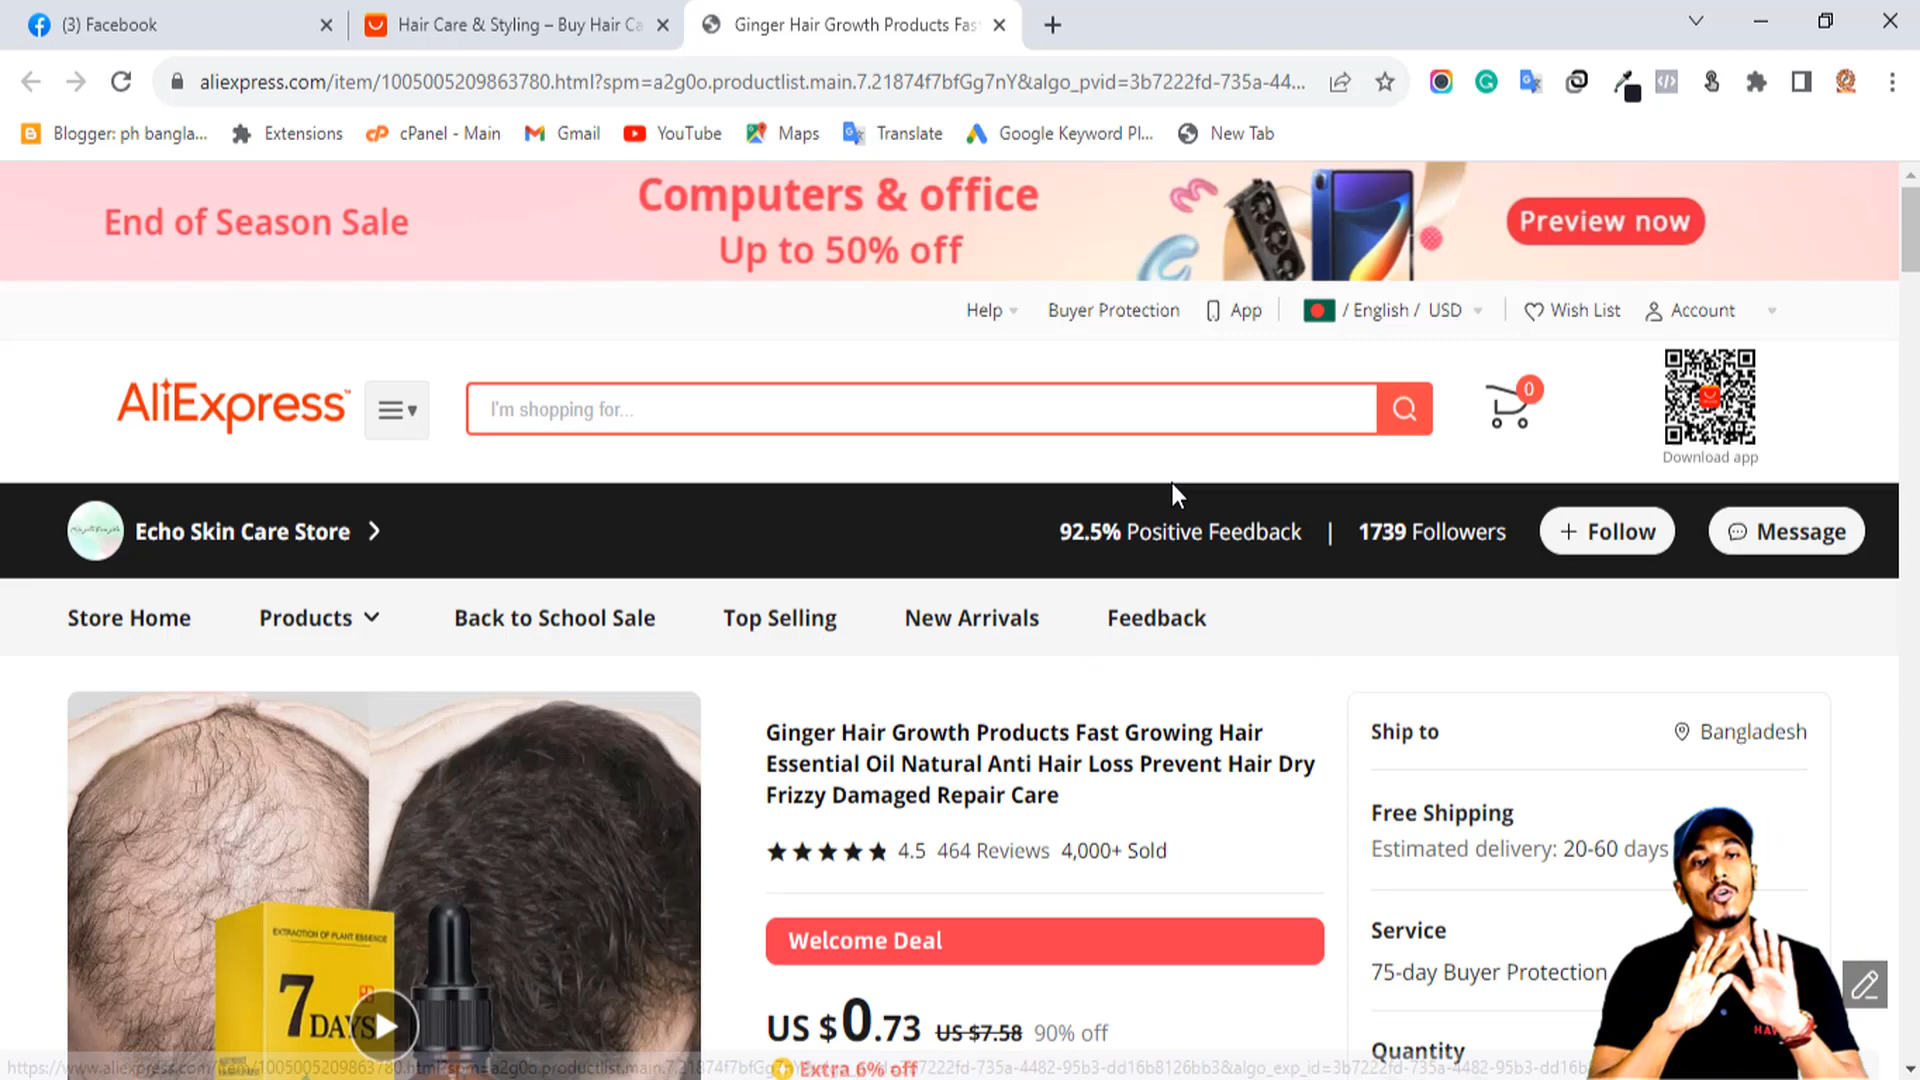 (3) Facebook
Hair Care & Styling – Buy Hair Ca
Ginger Hair Growth Products Fas
aliexpress.com/item/1005005209863780.html?spm=a2g0o.productlist.main.7.21874f7bfGg7nY&algo_pvid=3b7222fd-735a-44...
Blogger: ph bangla...
Extensions
cPanel - Main
Gmail
YouTube
Maps
Translate
Google Keyword Pl...
New Tab
End of Season Sale
Computers & office
Up to 50% off
Preview now
Help
Buyer Protection
App
/ English / USD
Wish List
Account
AliExpress™
I'm shopping for...
0
Download app
Echo Skin Care Store
92.5% Positive Feedback | 1739 Followers
+ Follow
Message
Store Home
Products
Back to School Sale
Top Selling
New Arrivals
Feedback
Ginger Hair Growth Products Fast Growing Hair
Essential Oil Natural Anti Hair Loss Prevent Hair Dry
Frizzy Damaged Repair Care
4.5 464 Reviews 4,000+ Sold
Welcome Deal
US $0.73 US $7.58 90% off
Extra 6% off
Ship to
Bangladesh
Free Shipping
Estimated delivery: 20-60 days
Service
75-day Buyer Protection
Quantity
EXTRACTION OF PLANT ESSENCE
7 DAYS